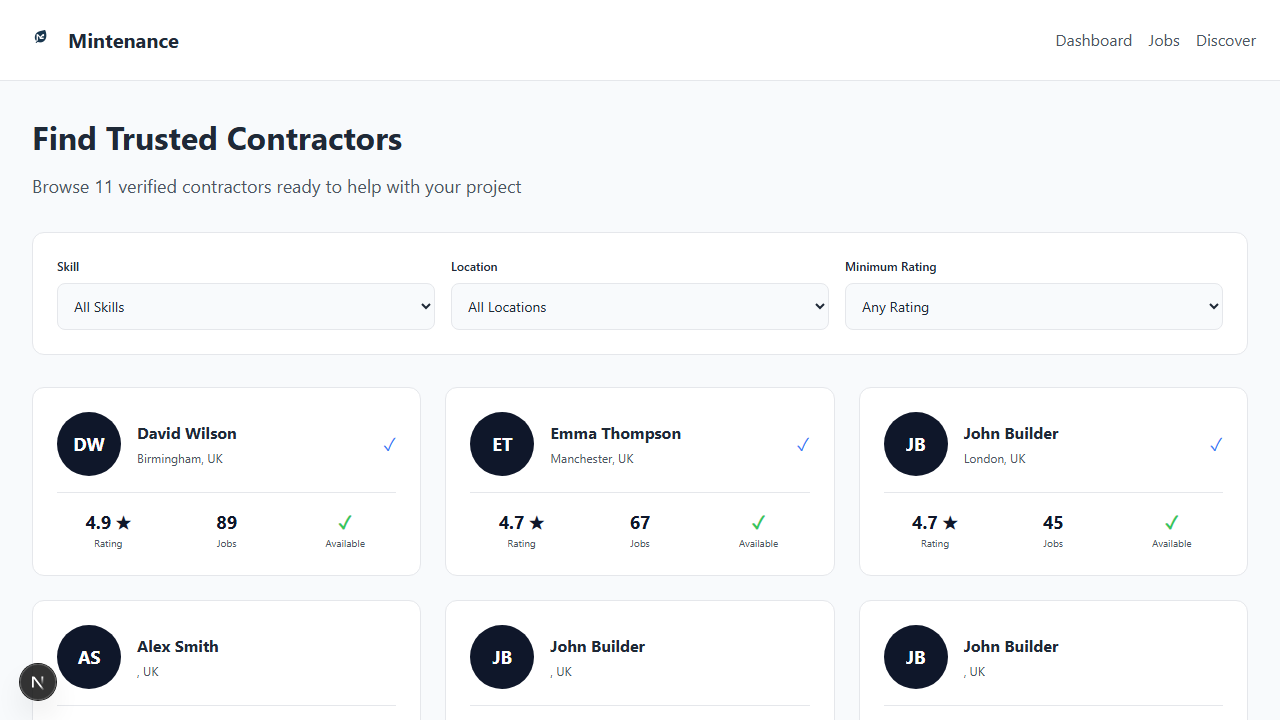 Mintenance
Dashboard Jobs Discover
Find Trusted Contractors
Browse 11 verified contractors ready to help with your project
Skill Location Minimum Rating
All Skills All Locations Any Rating
DW David Wilson ✓
Birmingham, UK
4.9 ★ 89 ✓
Rating Jobs Available
ET Emma Thompson ✓
Manchester, UK
4.7 ★ 67 ✓
Rating Jobs Available
JB John Builder ✓
London, UK
4.7 ★ 45 ✓
Rating Jobs Available
AS Alex Smith
, UK
JB John Builder
, UK
JB John Builder
, UK
N